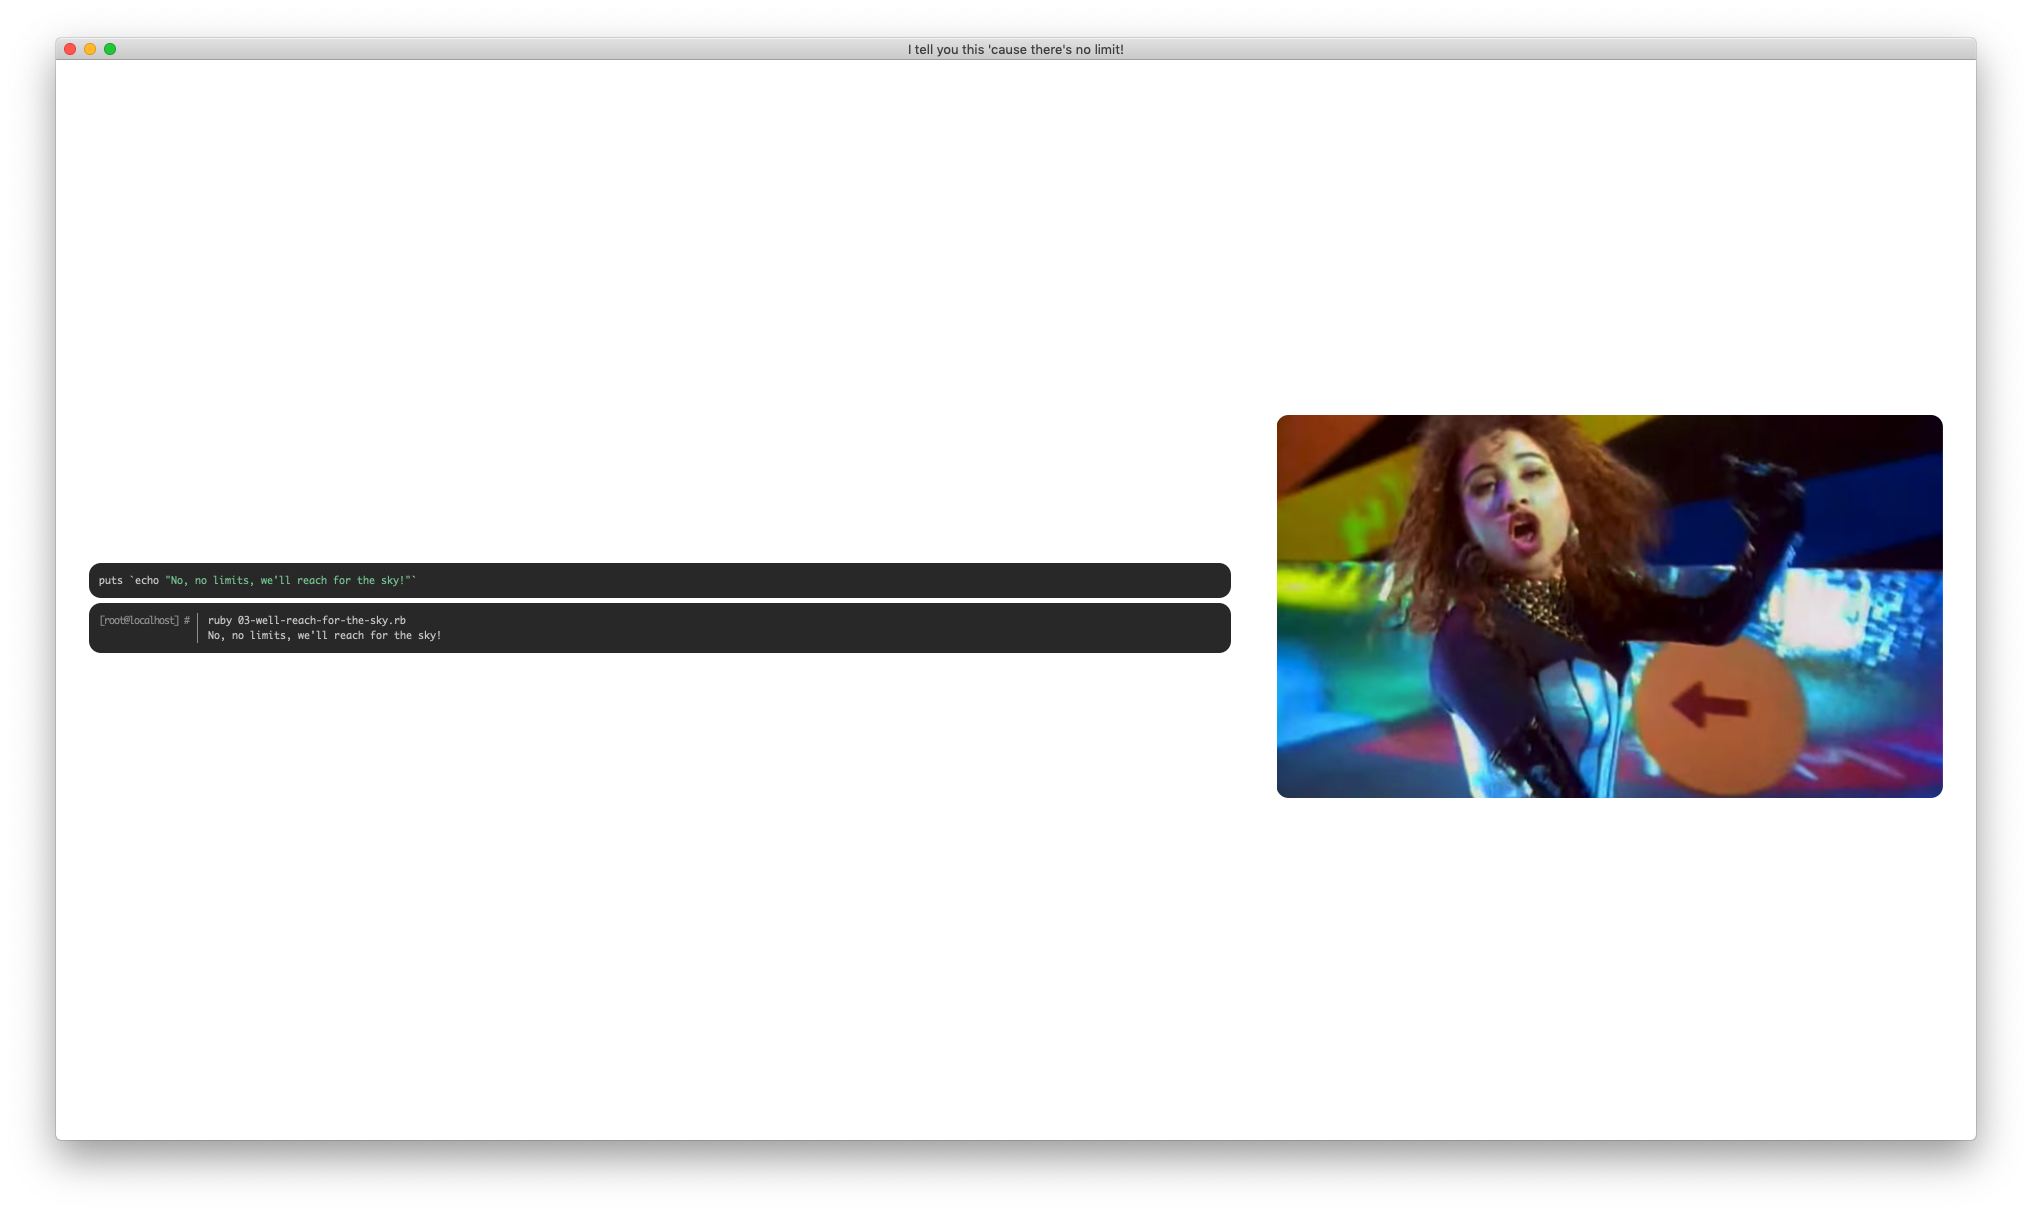 I tell you this 'cause there's no limit!
puts `echo "No, no limits, we'll reach for the sky!"`
[root@localhost] # ruby 03-well-reach-for-the-sky.rb
No, no limits, we'll reach for the sky!